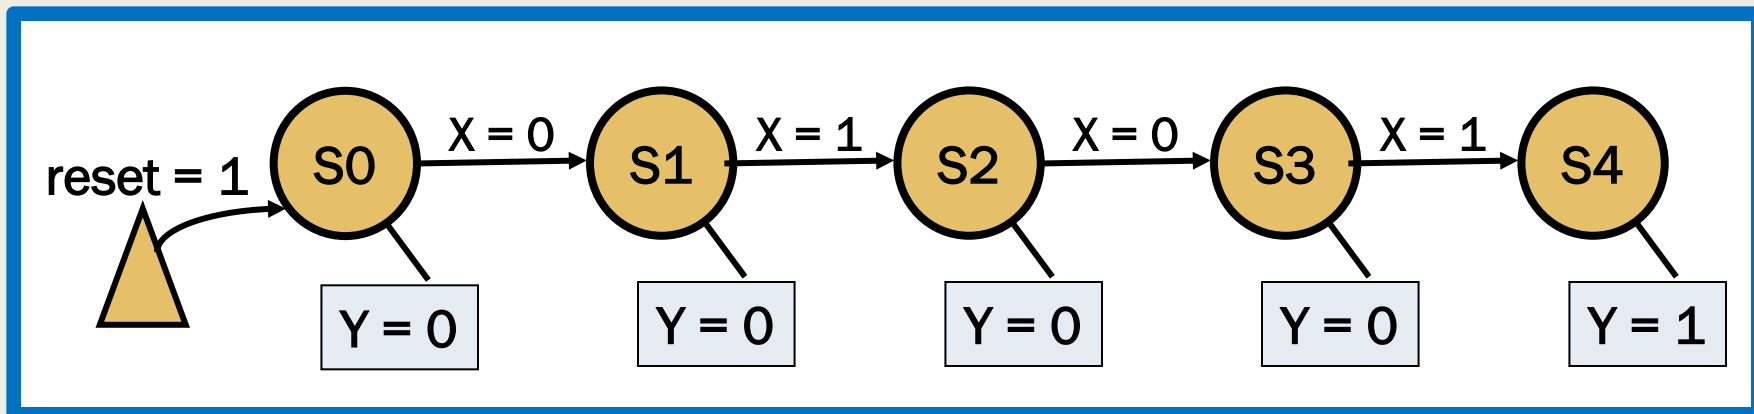 X = 0
X = 1
X = 0
X = 1
reset = 1
S0
S1
S2
S3
S4
Y = 0
Y = 0
Y = 0
Y = 0
Y = 1